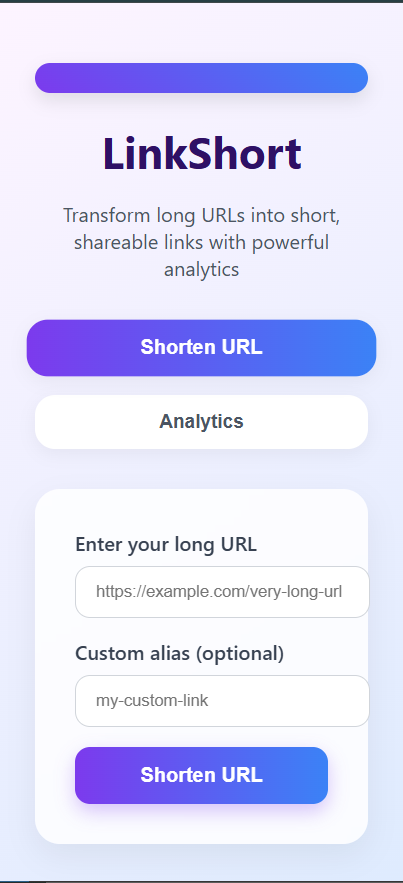 LinkShort
Transform long URLs into short,
shareable links with powerful
analytics
Shorten URL
Analytics
Enter your long URL
https://example.com/very-long-url
Custom alias (optional)
my-custom-link
Shorten URL